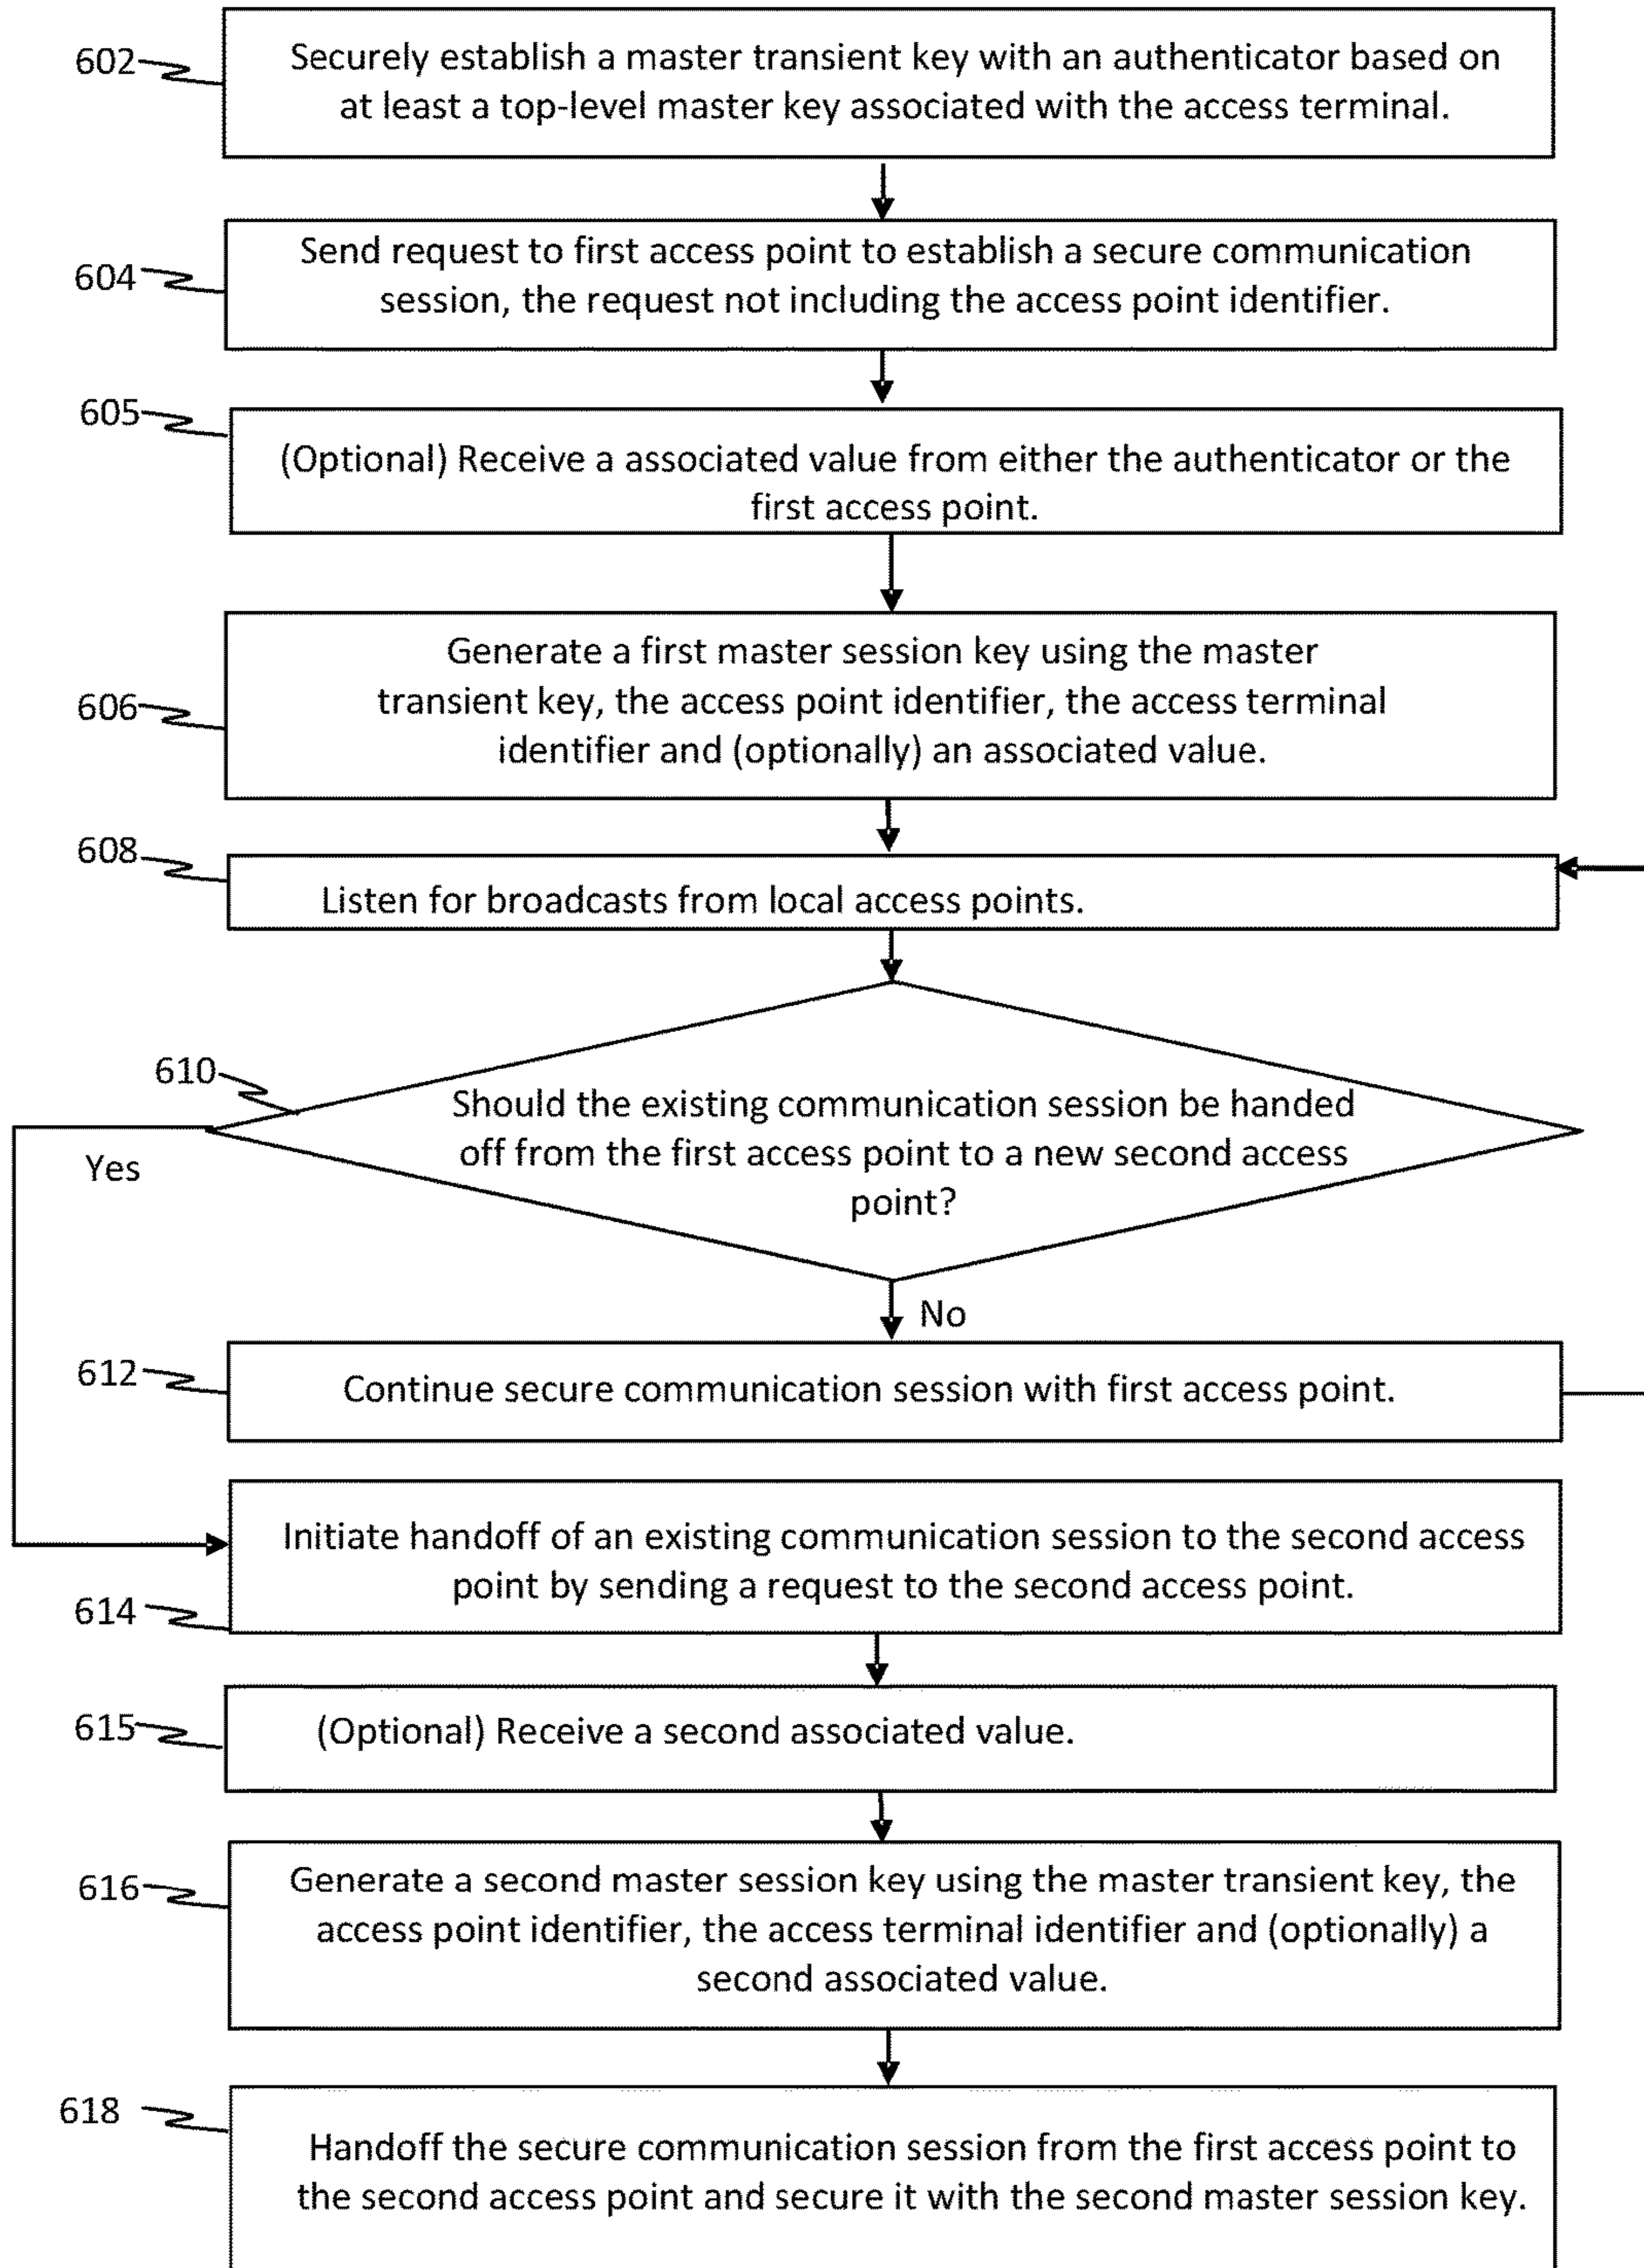 602
Securely establish a master transient key with an authenticator based on
at least a top-level master key associated with the access terminal.
604
Send request to first access point to establish a secure communication
session, the request not including the access point identifier.
605
(Optional) Receive a associated value from either the authenticator or the
first access point.
606
Generate a first master session key using the master
transient key, the access point identifier, the access terminal
identifier and (optionally) an associated value.
608
Listen for broadcasts from local access points.
610
Should the existing communication session be handed
off from the first access point to a new second access
point?
Yes
No
612
Continue secure communication session with first access point.
614
Initiate handoff of an existing communication session to the second access
point by sending a request to the second access point.
615
(Optional) Receive a second associated value.
616
Generate a second master session key using the master transient key, the
access point identifier, the access terminal identifier and (optionally) a
second associated value.
618
Handoff the secure communication session from the first access point to
the second access point and secure it with the second master session key.